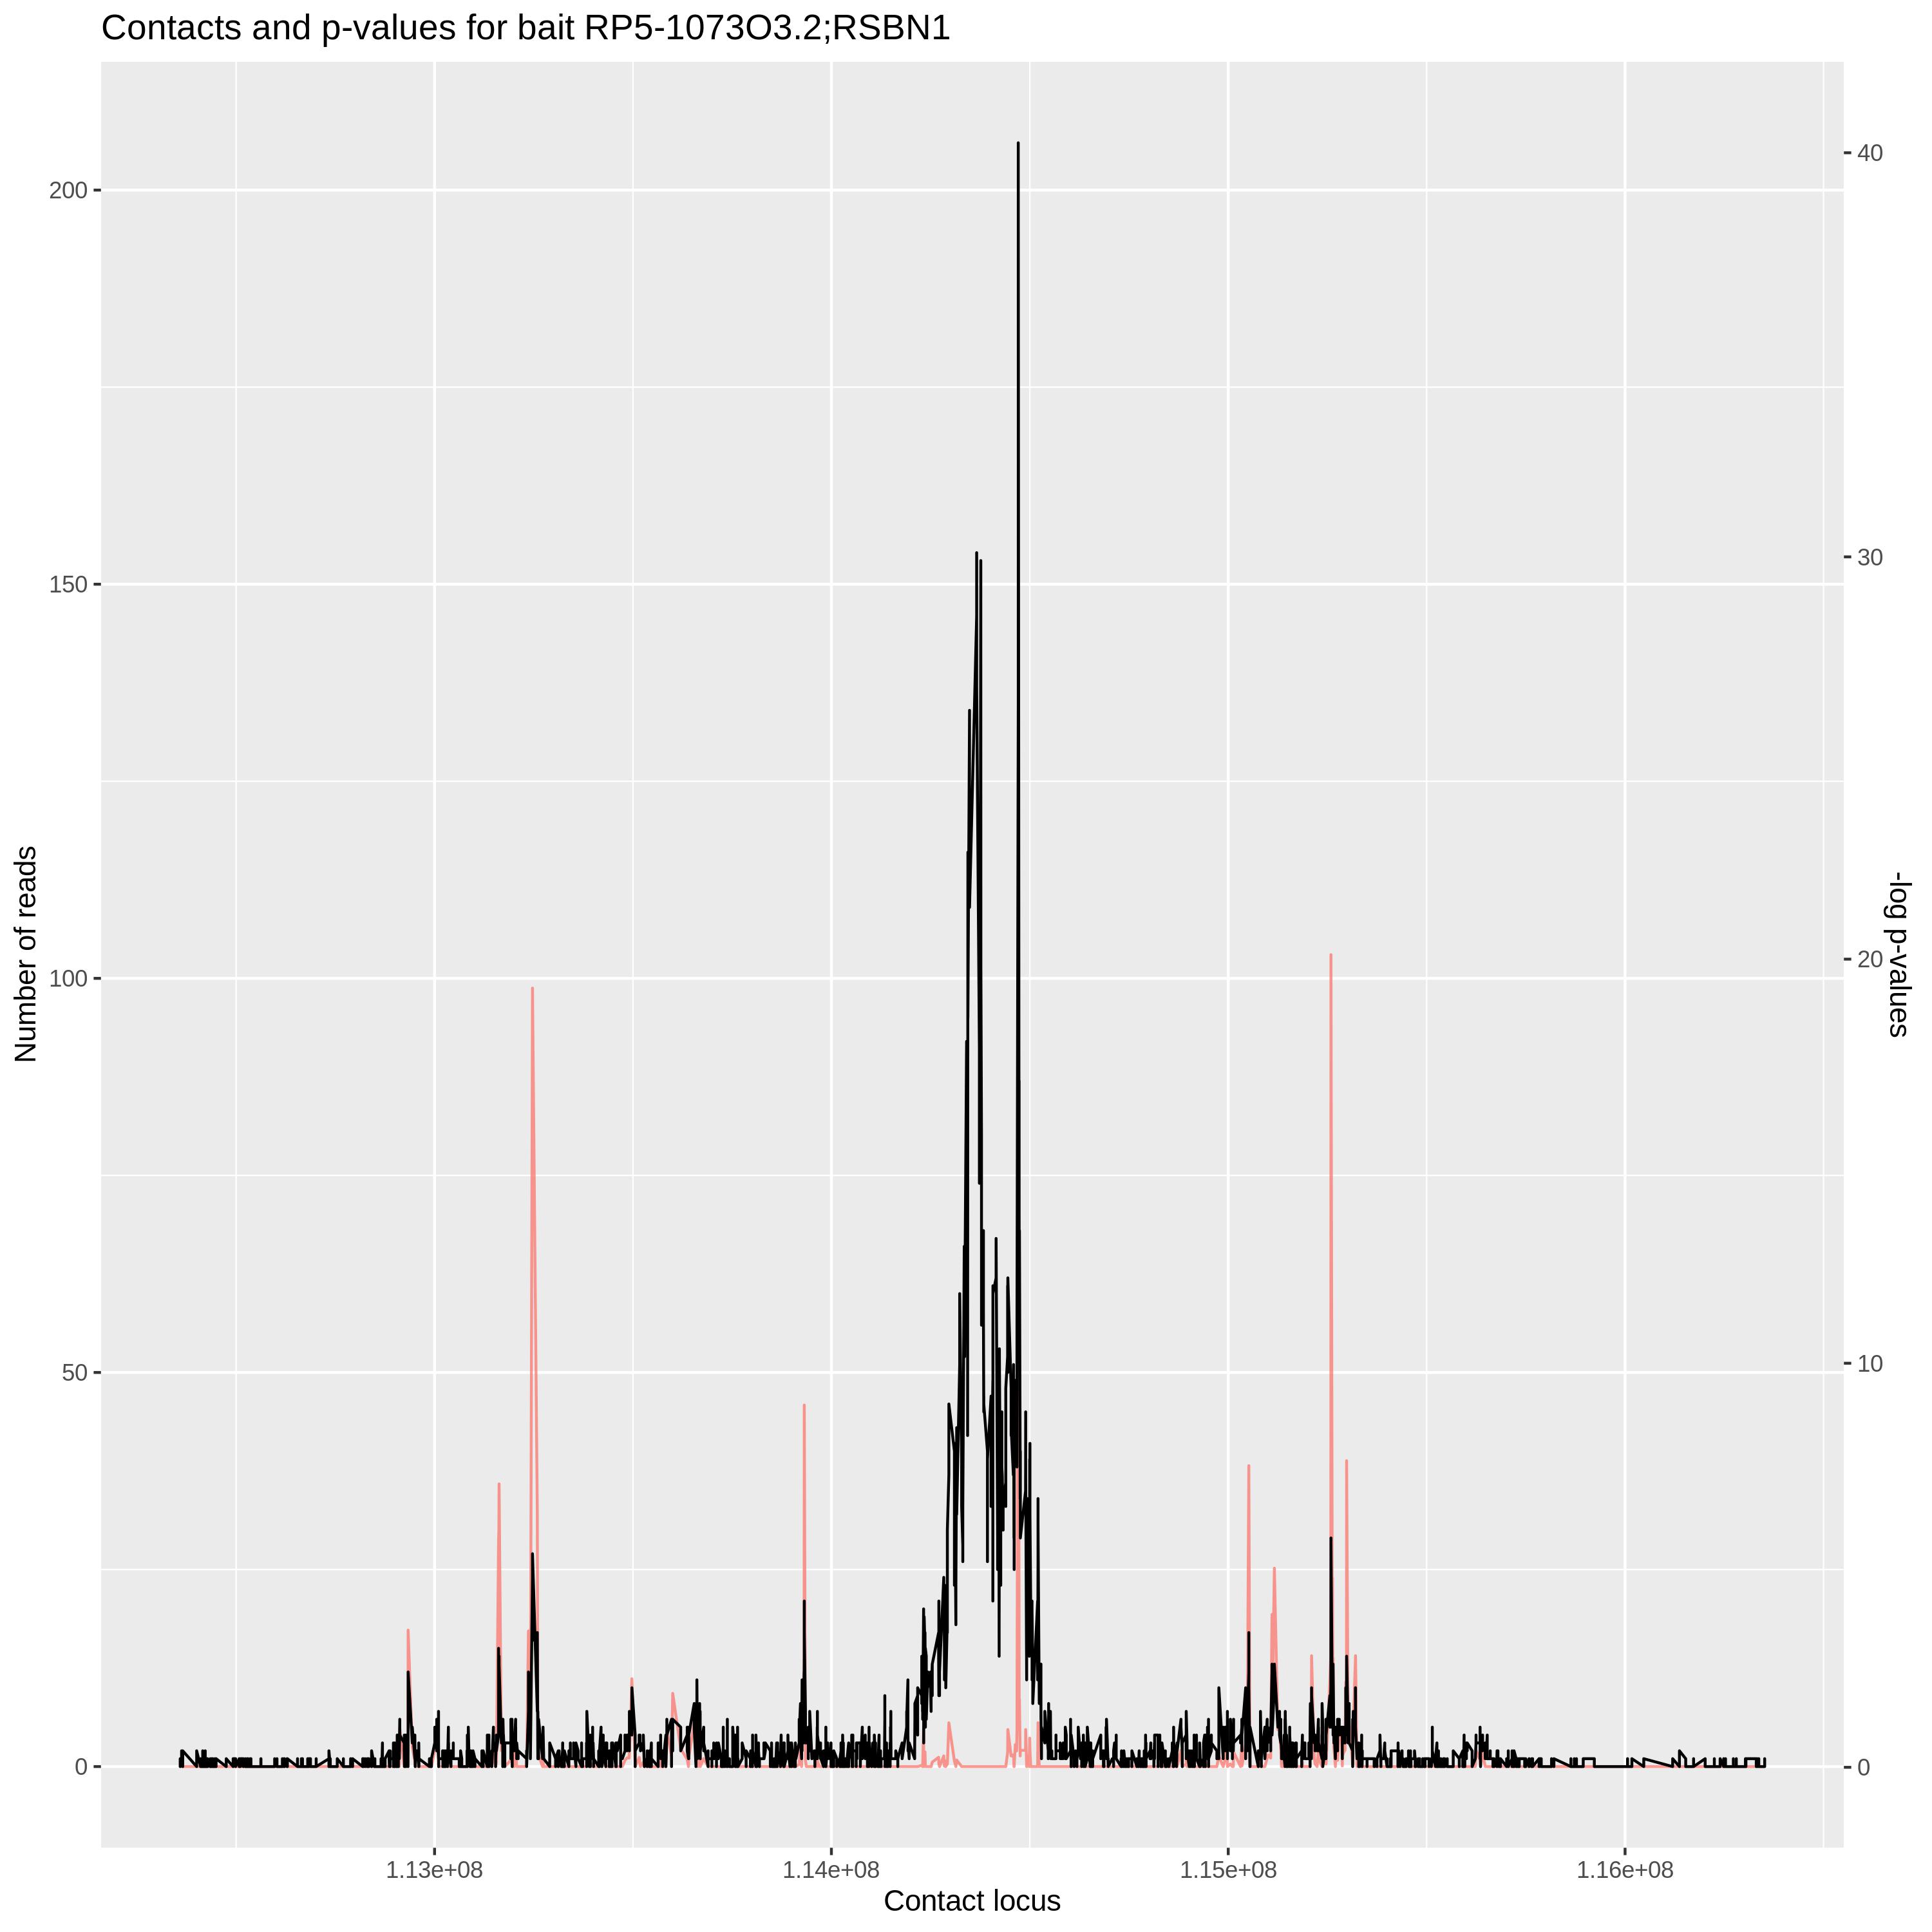 Contacts and p-values for bait RP5-1073O3.2;RSBN1
Number of reads
200
150
100
50
0
40
30
20
10
0
-log p-values
1.13e+08 1.14e+08 1.15e+08 1.16e+08
Contact locus